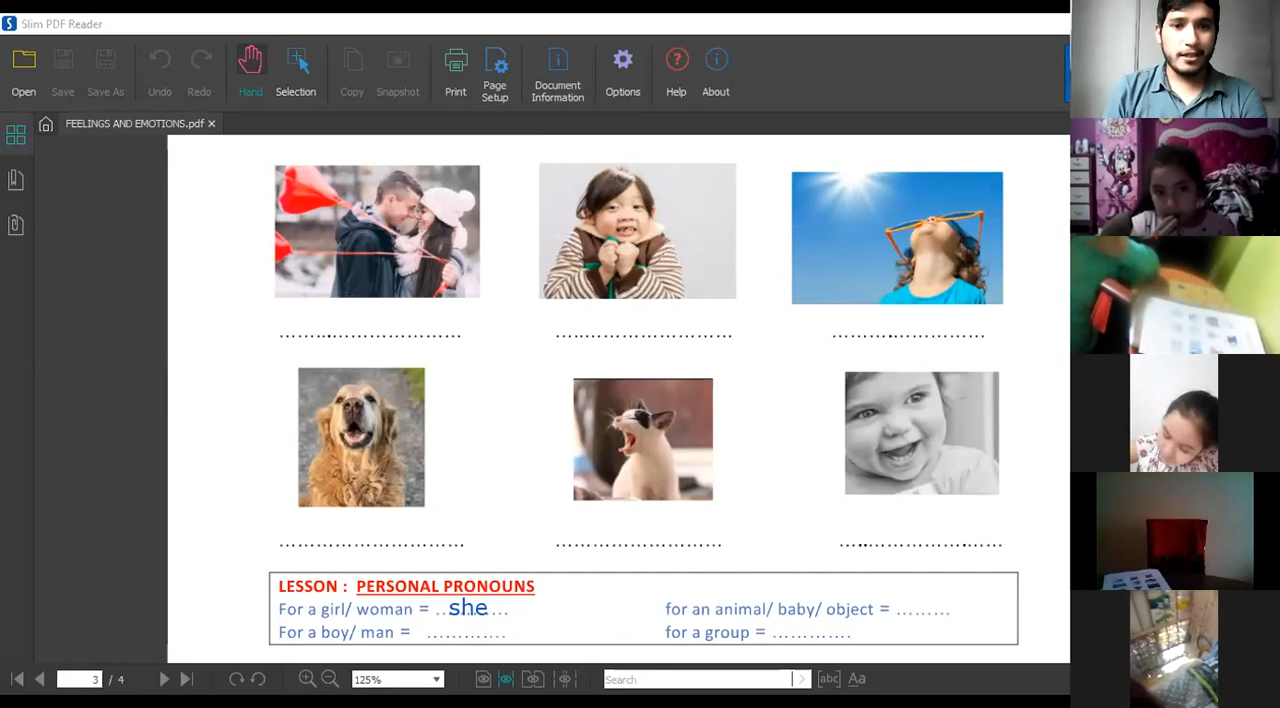 Slim PDF Reader
Open Save Save As Undo Redo Hand Selection Copy Snapshot Print Page Setup Document Information Options Help About
FEELINGS AND EMOTIONS.pdf
……………………………
……………………………
……………………………
……………………………
……………………………
……………………………
LESSON : PERSONAL PRONOUNS
For a girl/ woman = ..she… for an animal/ baby/ object = ………
For a boy/ man = …………. for a group = ………….
3 / 4 125% Search abc Aa